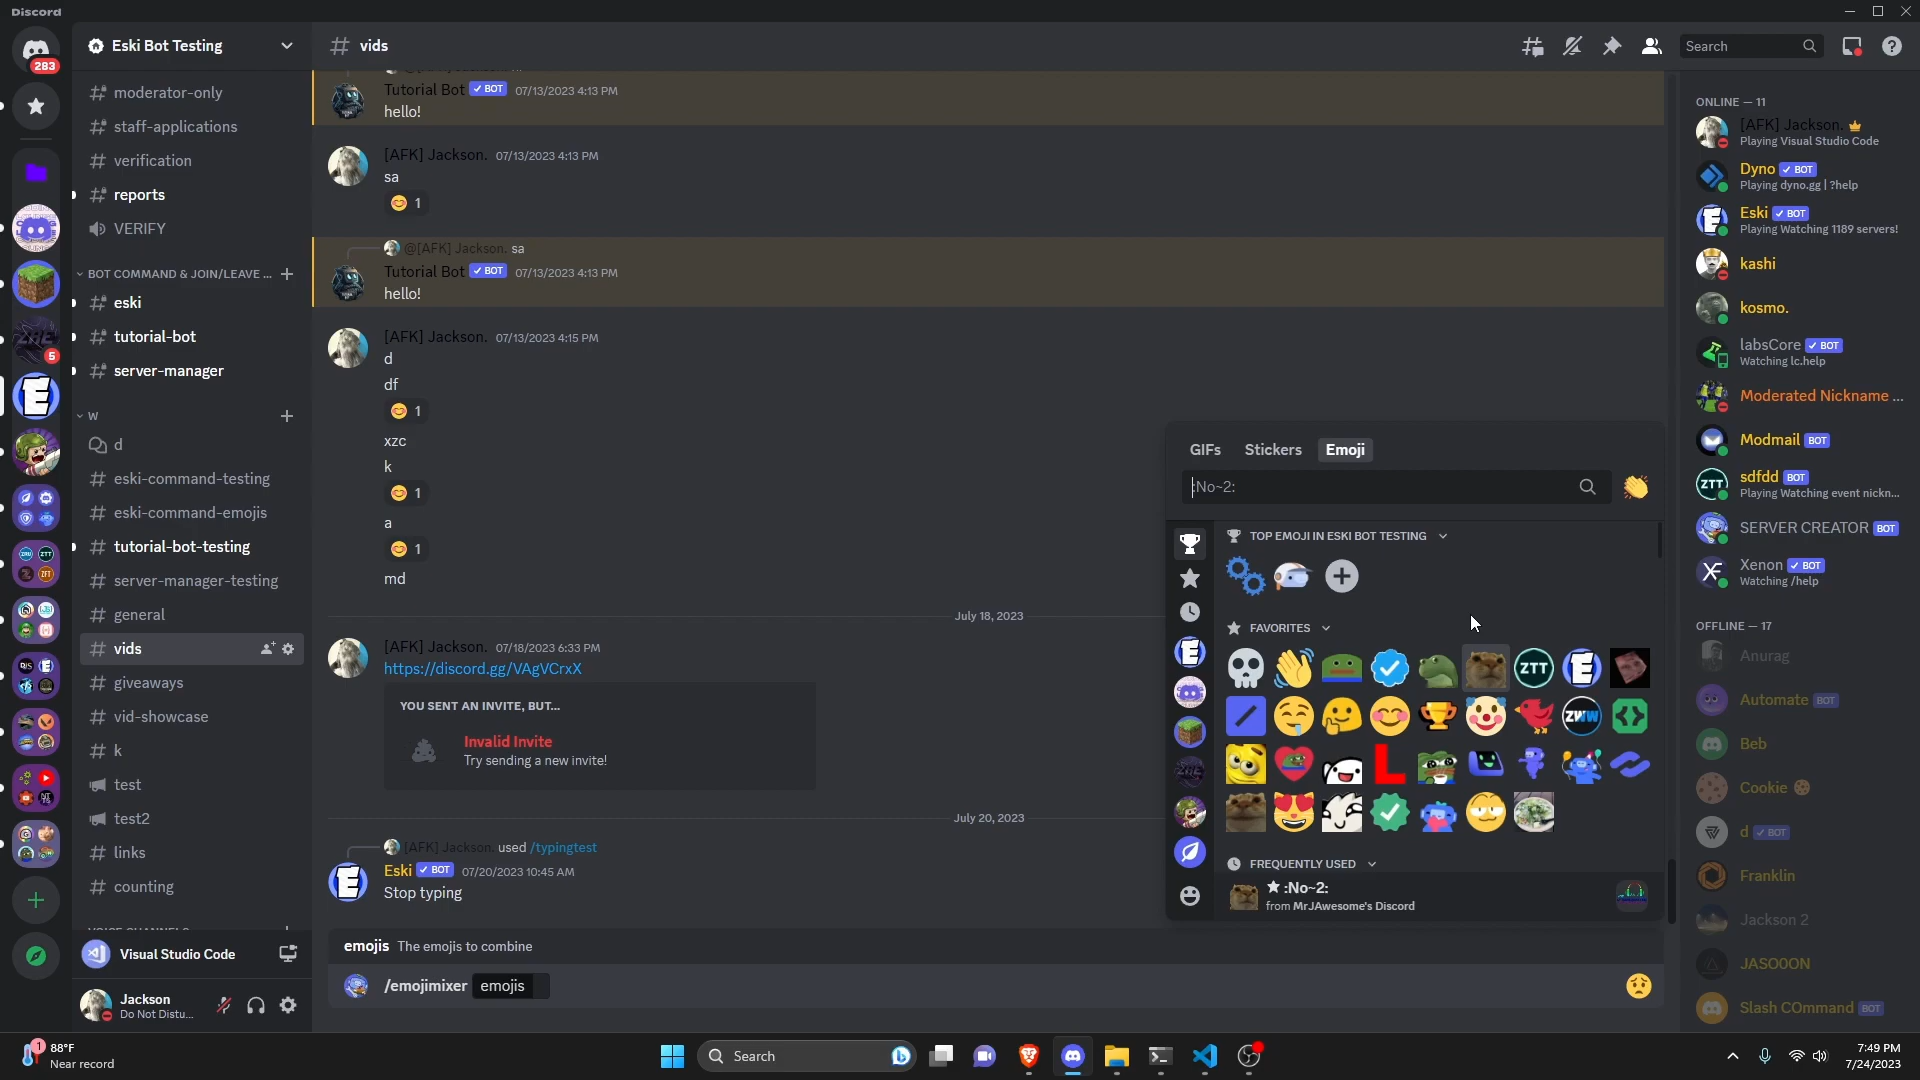 Discord
283
Eski Bot Testing
moderator-only
staff-applications
verification
reports
VERIFY
BOT COMMAND & JOIN/LEAVE ...
eski
tutorial-bot
server-manager
W
d
eski-command-testing
eski-command-emojis
tutorial-bot-testing
server-manager-testing
general
vids
giveaways
vid-showcase
k
test
test2
links
counting
5
Visual Studio Code
Jackson
Do Not Distu...
vids
Search
Tutorial Bot BOT 07/13/2023 4:13 PM
hello!
[AFK] Jackson. 07/13/2023 4:13 PM
sa
1
@[AFK] Jackson. sa
Tutorial Bot BOT 07/13/2023 4:13 PM
hello!
[AFK] Jackson. 07/13/2023 4:15 PM
d
df
1
xzc
k
1
a
1
md
July 18, 2023
[AFK] Jackson. 07/18/2023 6:33 PM
https://discord.gg/VAgVCrxX
YOU SENT AN INVITE, BUT...
Invalid Invite
Try sending a new invite!
July 20, 2023
[AFK] Jackson. used /typingtest
Eski BOT 07/20/2023 10:45 AM
Stop typing
emojis The emojis to combine
/emojimixer emojis
GIFs Stickers Emoji
:No~2:
TOP EMOJI IN ESKI BOT TESTING
FAVORITES
ZTT
E
ZWW
L
FREQUENTLY USED
:No~2:
from MrJAwesome's Discord
ONLINE — 11
[AFK] Jackson.
Playing Visual Studio Code
Dyno BOT
Playing dyno.gg | ?help
Eski BOT
Playing Watching 1189 servers!
kashi
kosmo.
labsCore BOT
Watching lc.help
Moderated Nickname ...
Modmail BOT
ZTT
sdfdd BOT
Playing Watching event nickn...
SERVER CREATOR BOT
Xenon BOT
Watching /help
OFFLINE — 17
Anurag
Automate BOT
Beb
Cookie
d BOT
Franklin
Jackson 2
JASO0ON
Slash COmmand BOT
1
88°F
Near record
Search
7:49 PM
7/24/2023